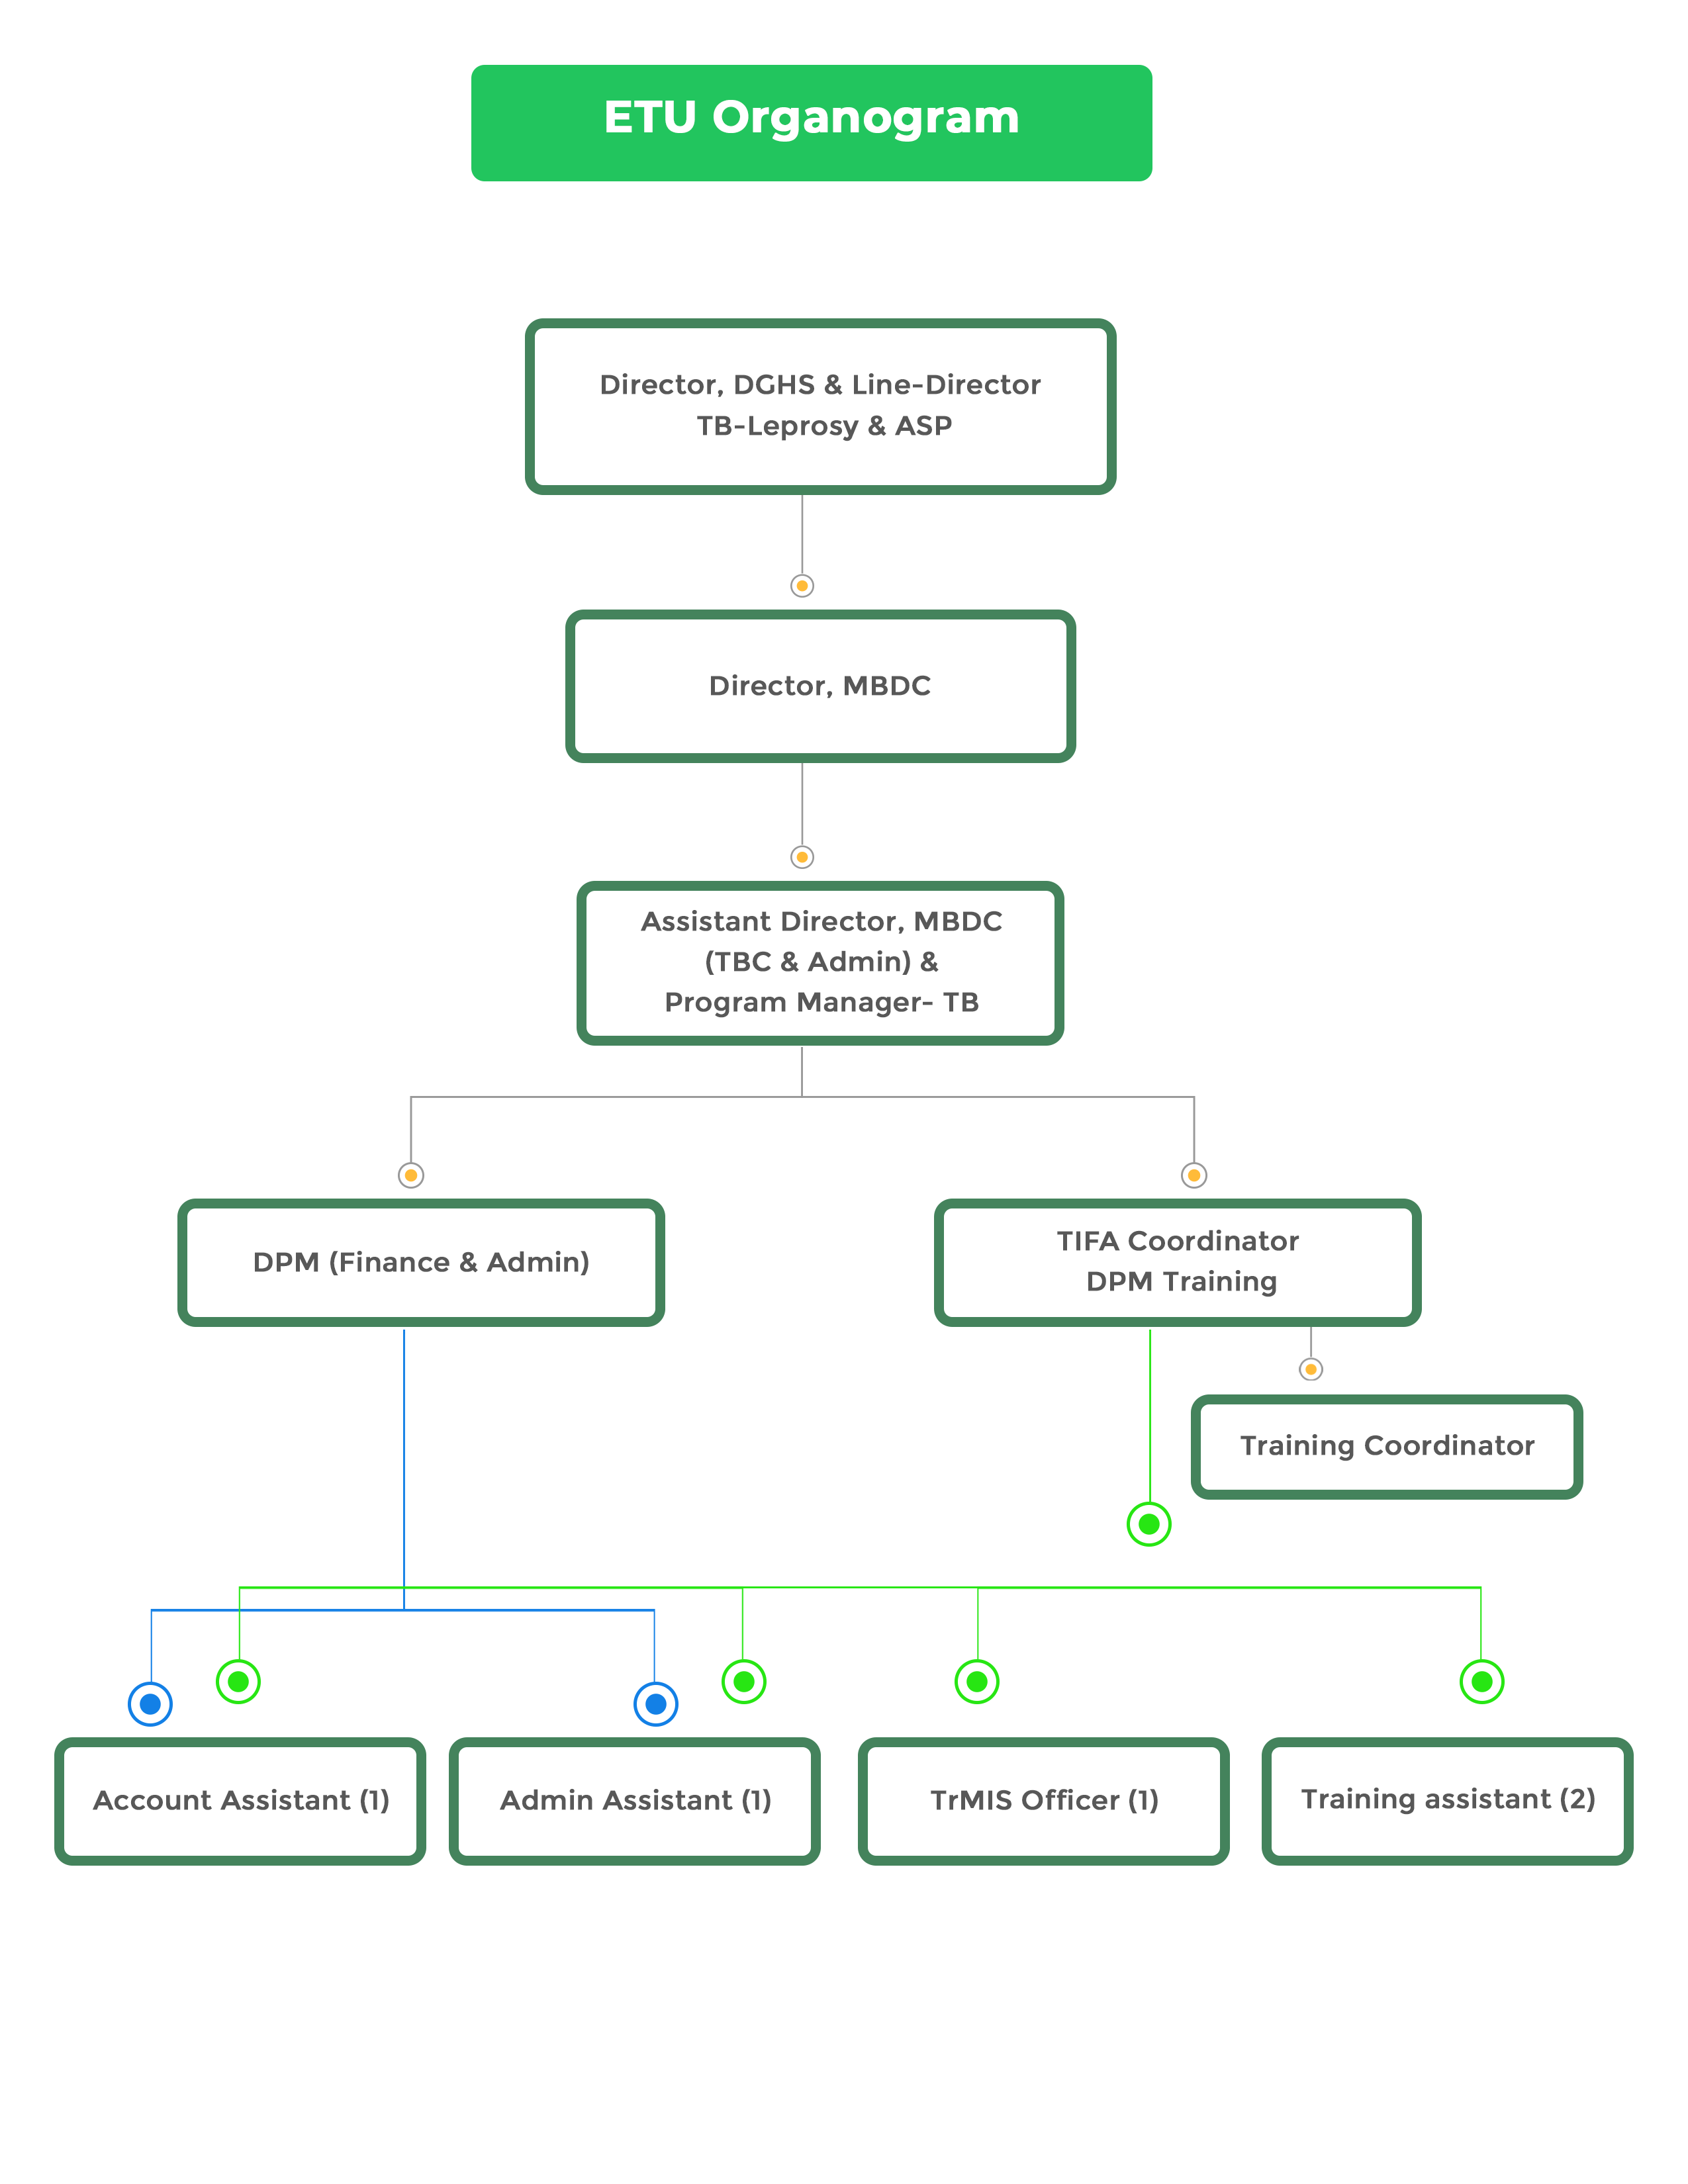 ETU Organogram
Director, DGHS & Line-Director
TB-Leprosy & ASP
Director, MBDC
Assistant Director, MBDC
(TBC & Admin) &
Program Manager- TB
DPM (Finance & Admin)
TIFA Coordinator
DPM Training
Training Coordinator
Account Assistant (1)
Admin Assistant (1)
TrMIS Officer (1)
Training assistant (2)